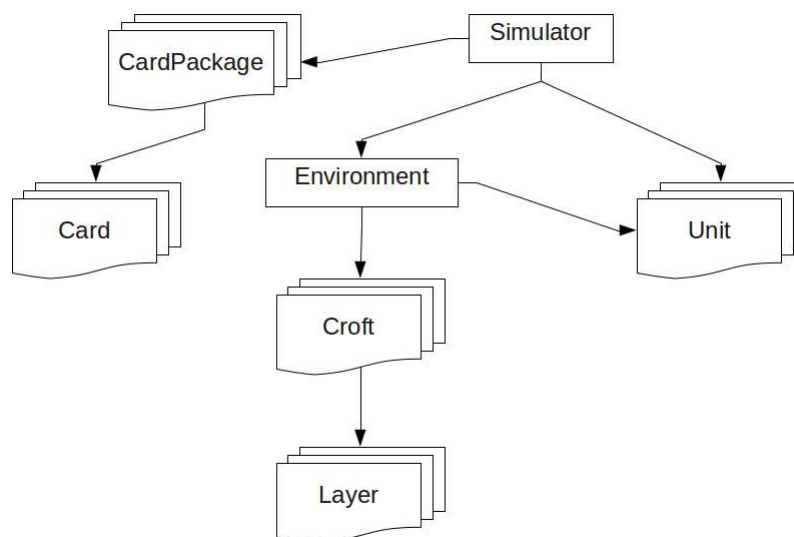 Simulator
CardPackage
Environment
Card
Unit
Croft
Layer